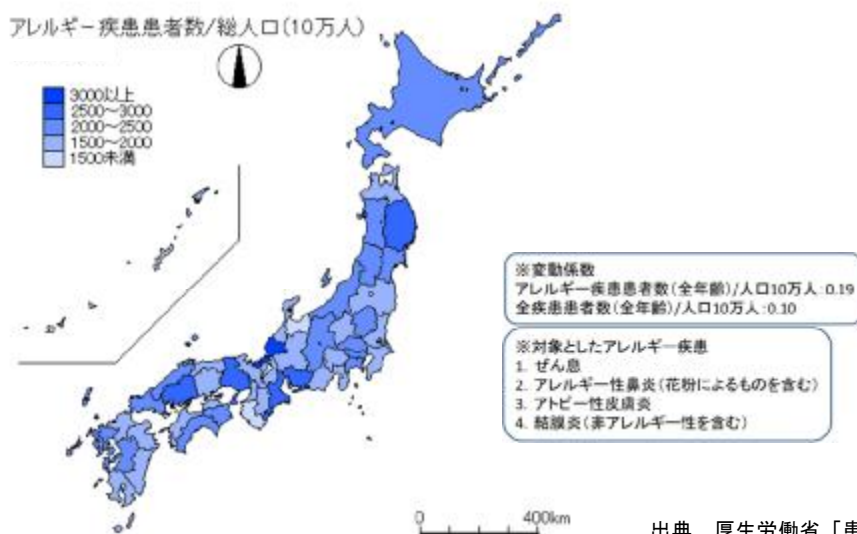 アレルギー疾患患者数/総人口(10万人)
3000以上
2500～3000
2000～2500
1500～2000
1500未満
※変動係数
アレルギー疾患患者数(全年齢)/人口10万人:0.19
全疾患患者数(全年齢)/人口10万人:0.10
※対象としたアレルギー疾患
1. ぜん息
2. アレルギー性鼻炎(花粉によるものを含む)
3. アトピー性皮膚炎
4. 結膜炎(非アレルギー性を含む)
0 400km
出典 厚生労働省「患